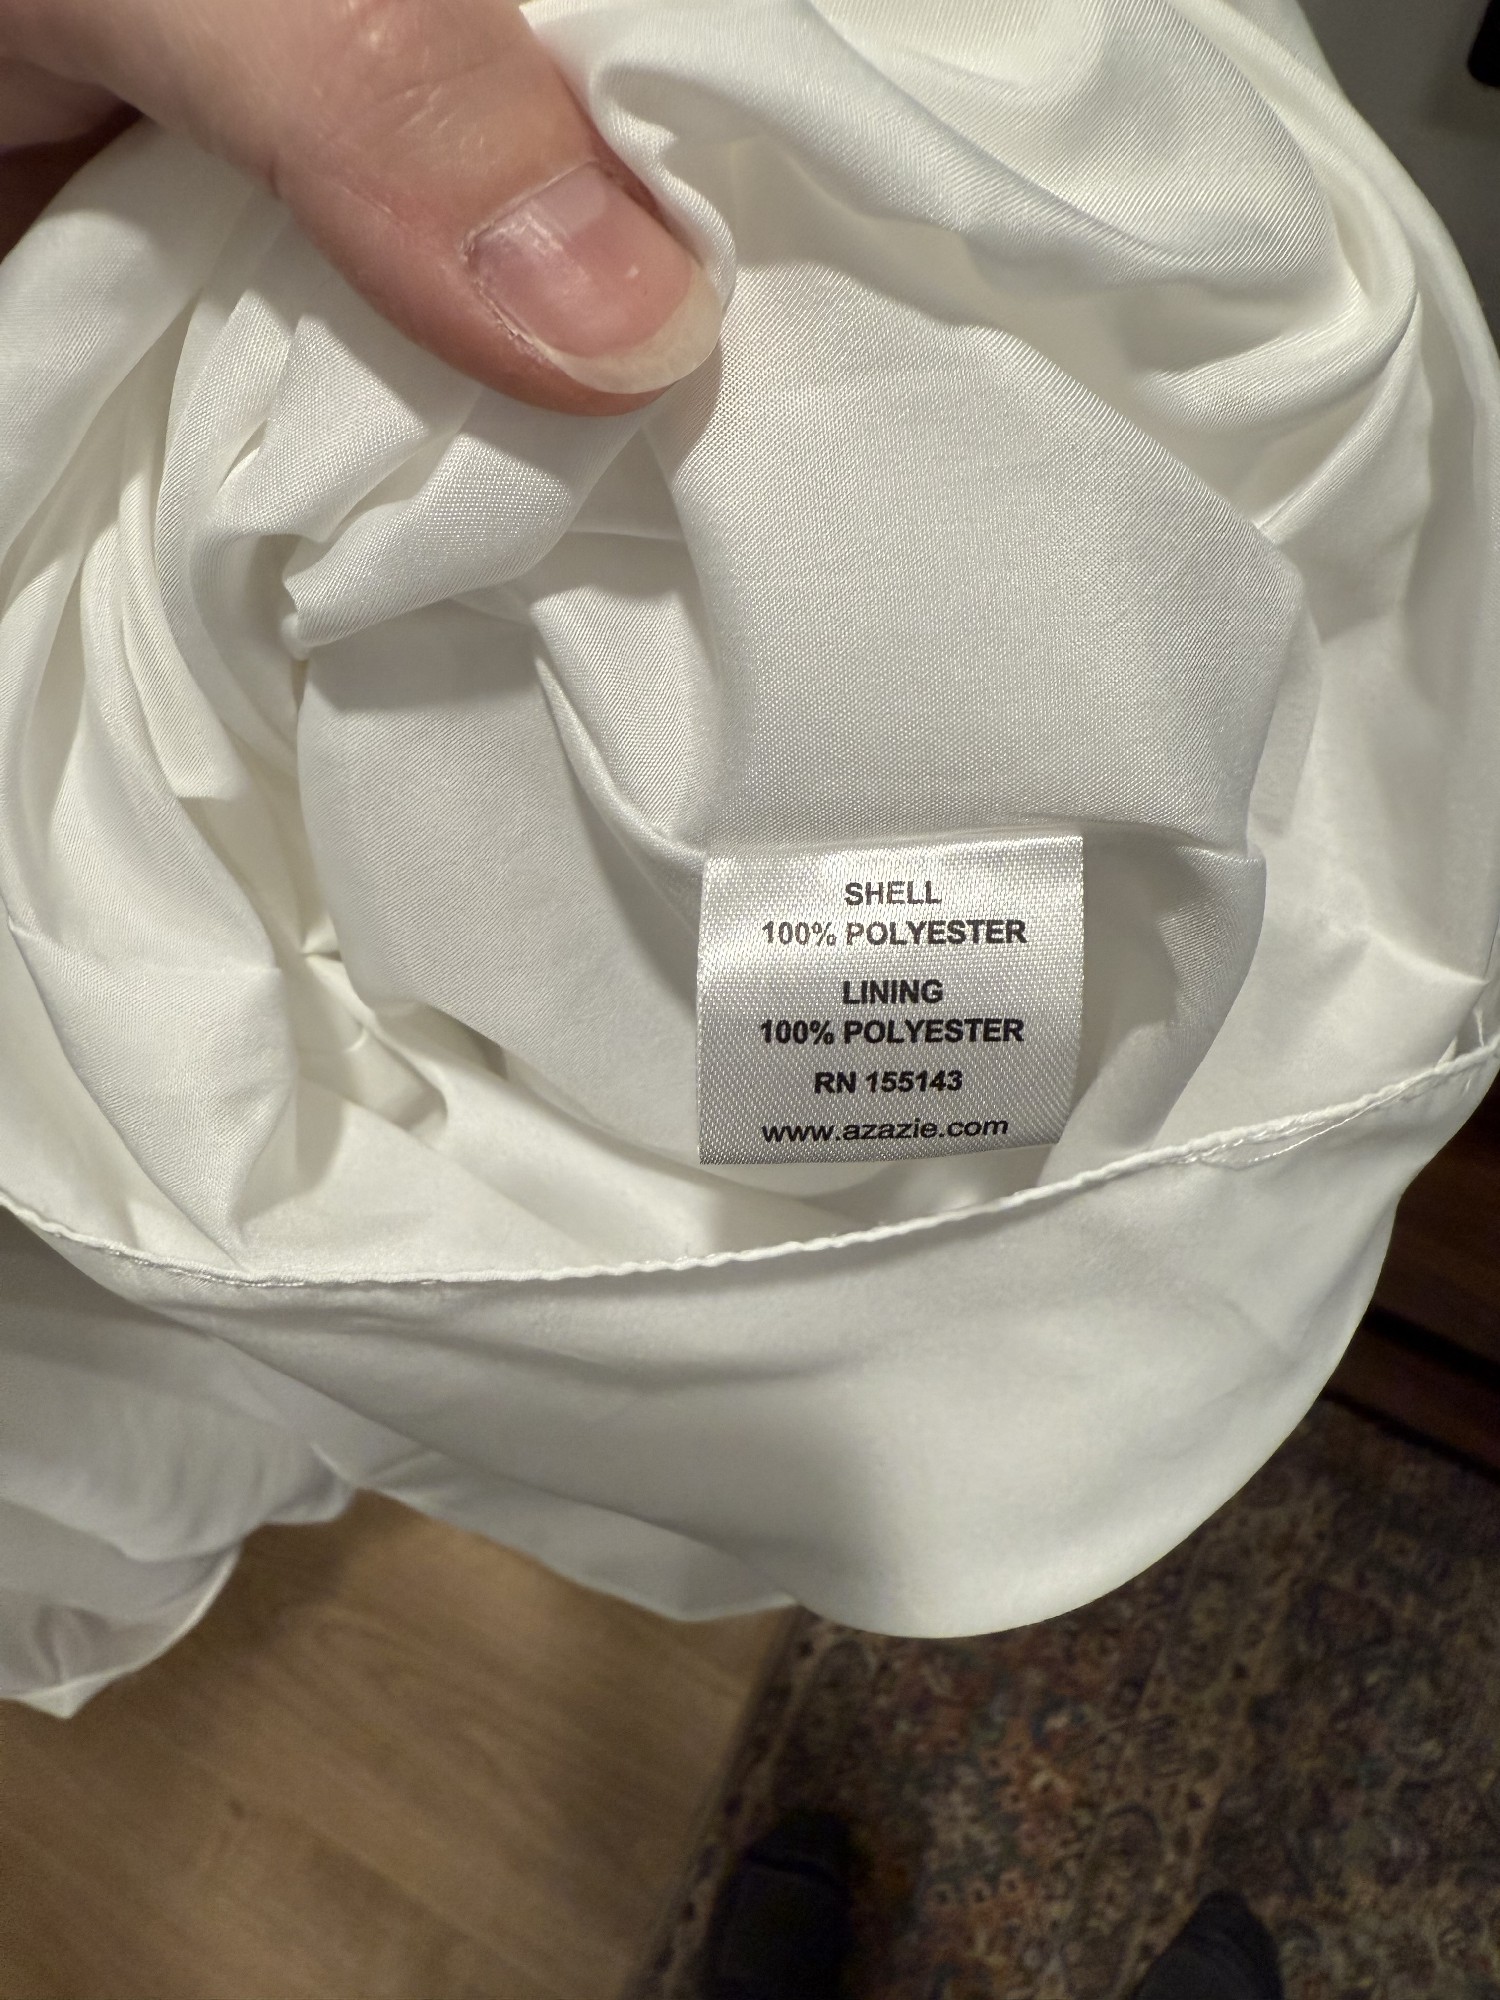 SHELL
100% POLYESTER
LINING
100% POLYESTER
RN 155143
www.azazie.com